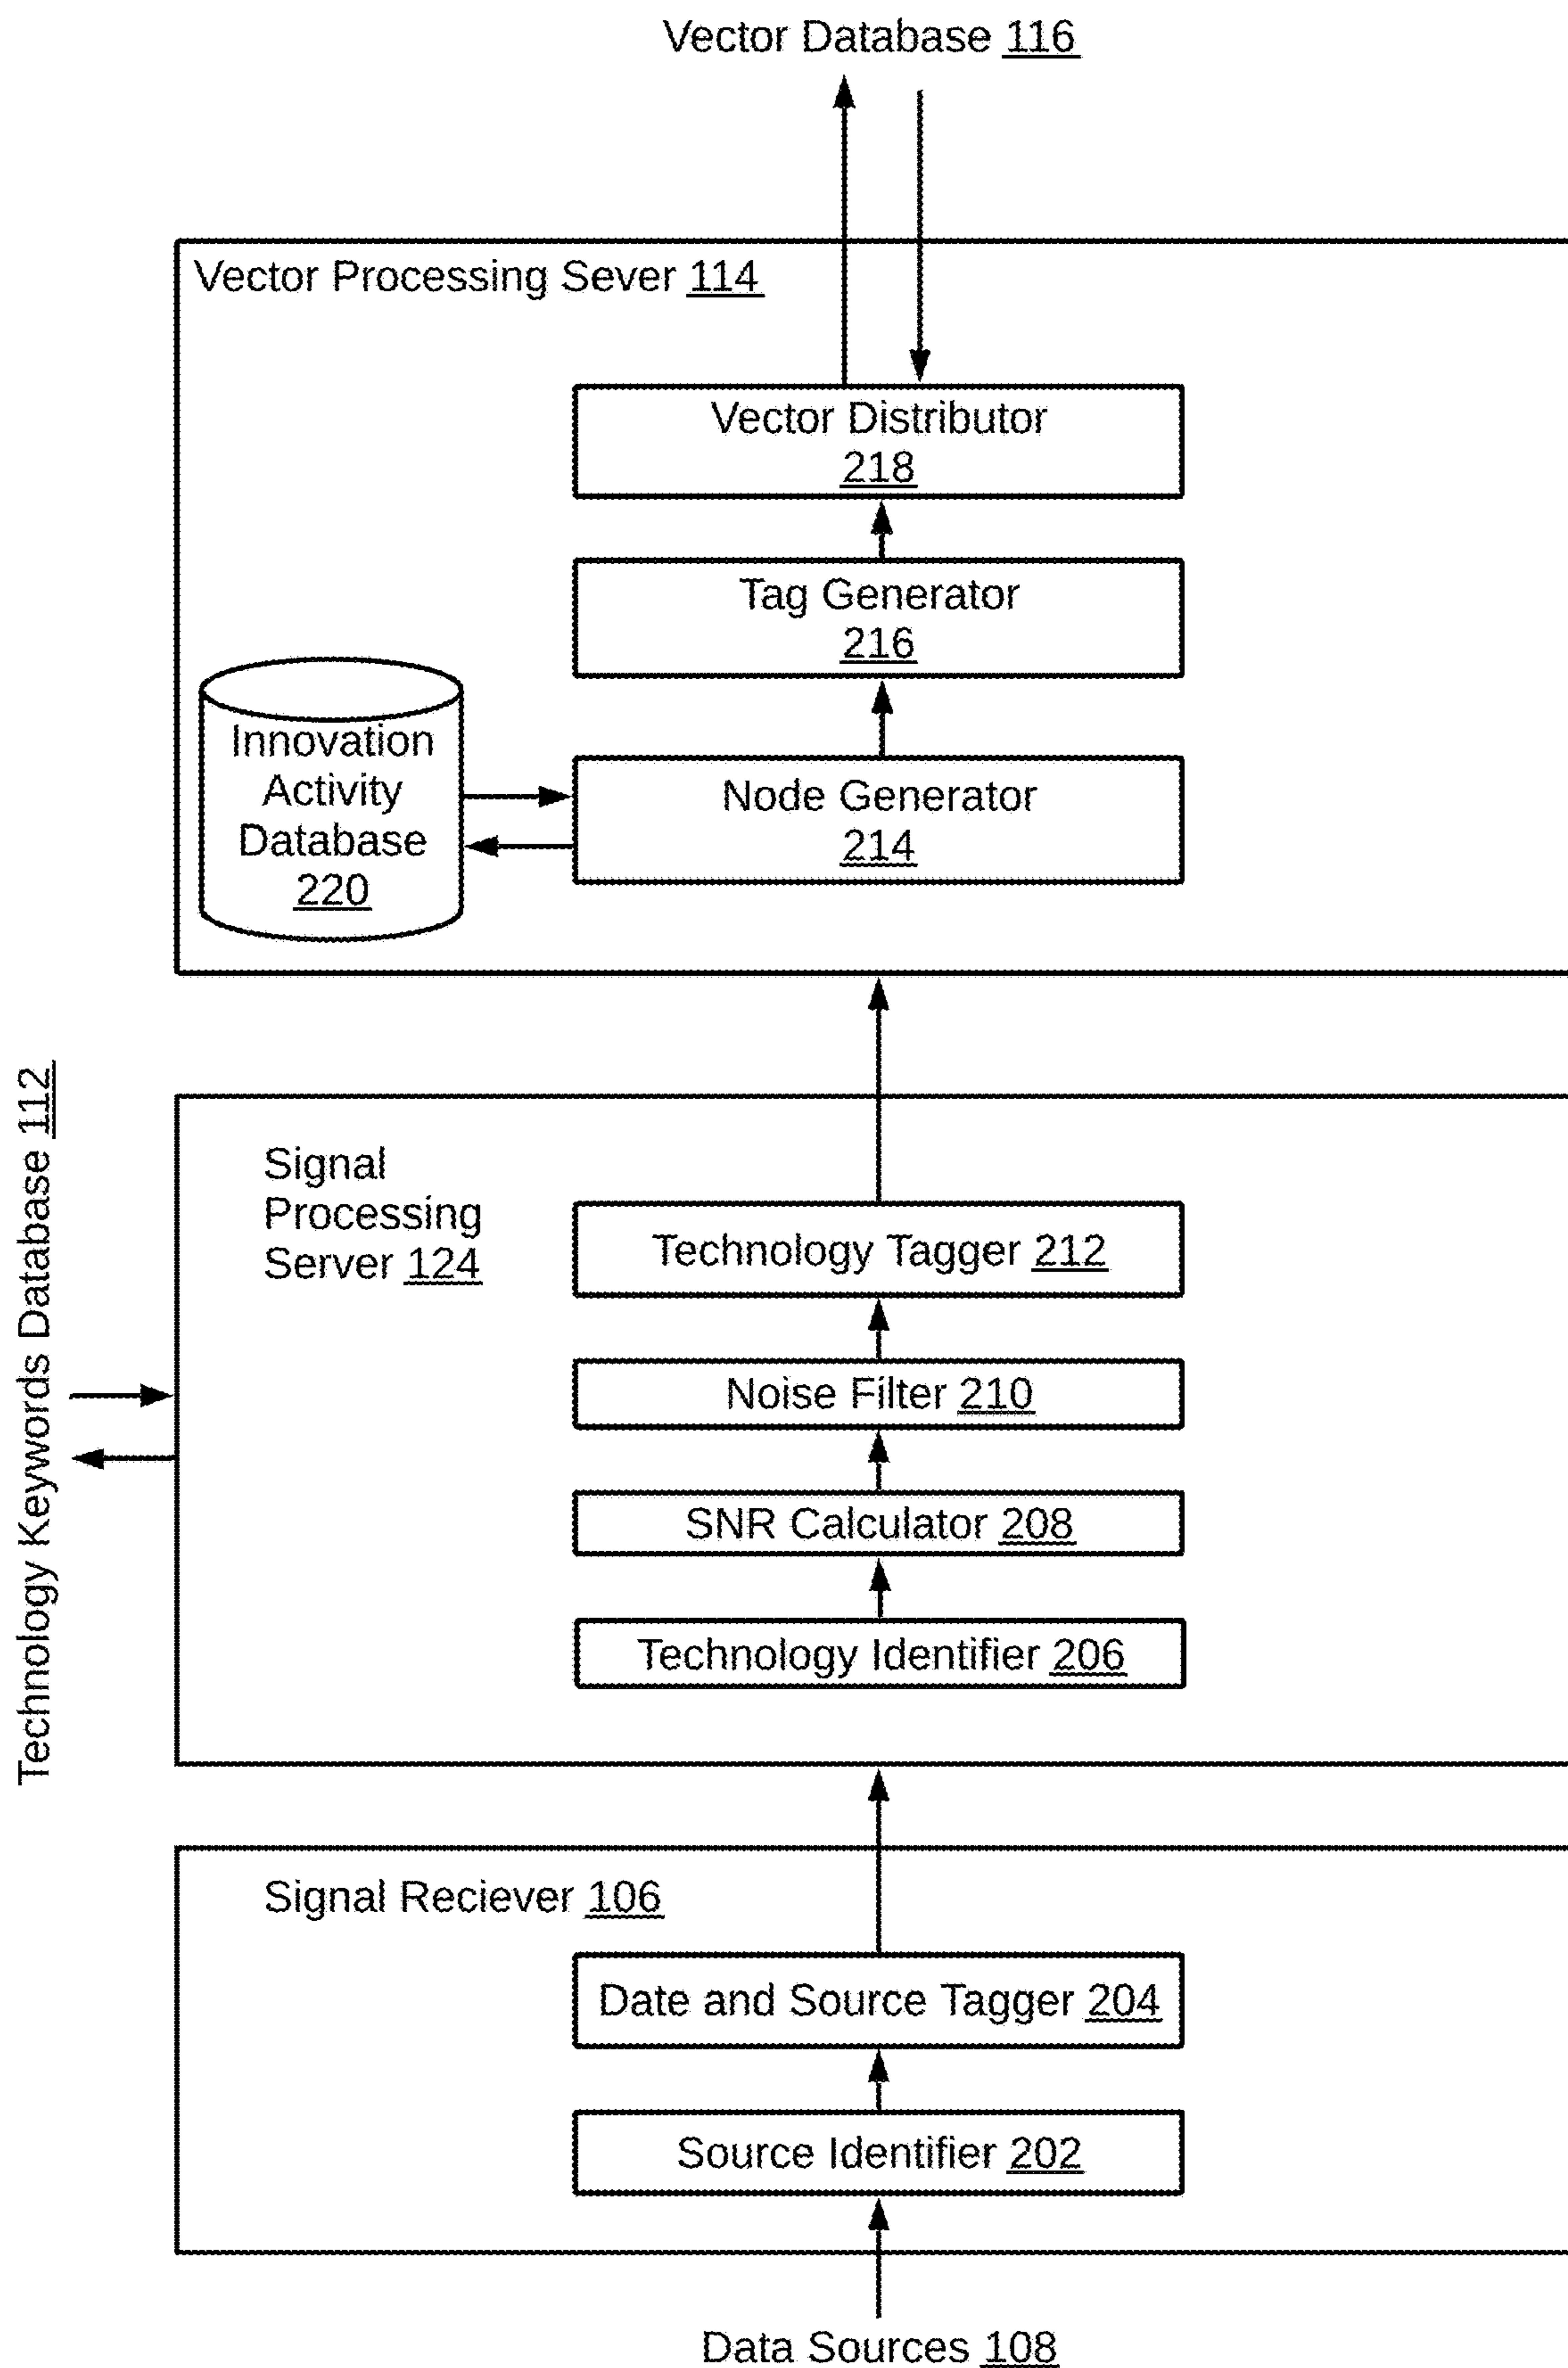 Vector Database 116
Vector Processing Sever 114
Vector Distributor
218
Tag Generator
216
Innovation
Activity
Database
220
Node Generator
214
Technology Keywords Database 112
Signal
Processing
Server 124
Technology Tagger 212
Noise Filter 210
SNR Calculator 208
Technology Identifier 206
Signal Reciever 106
Date and Source Tagger 204
Source Identifier 202
Data Sources 108